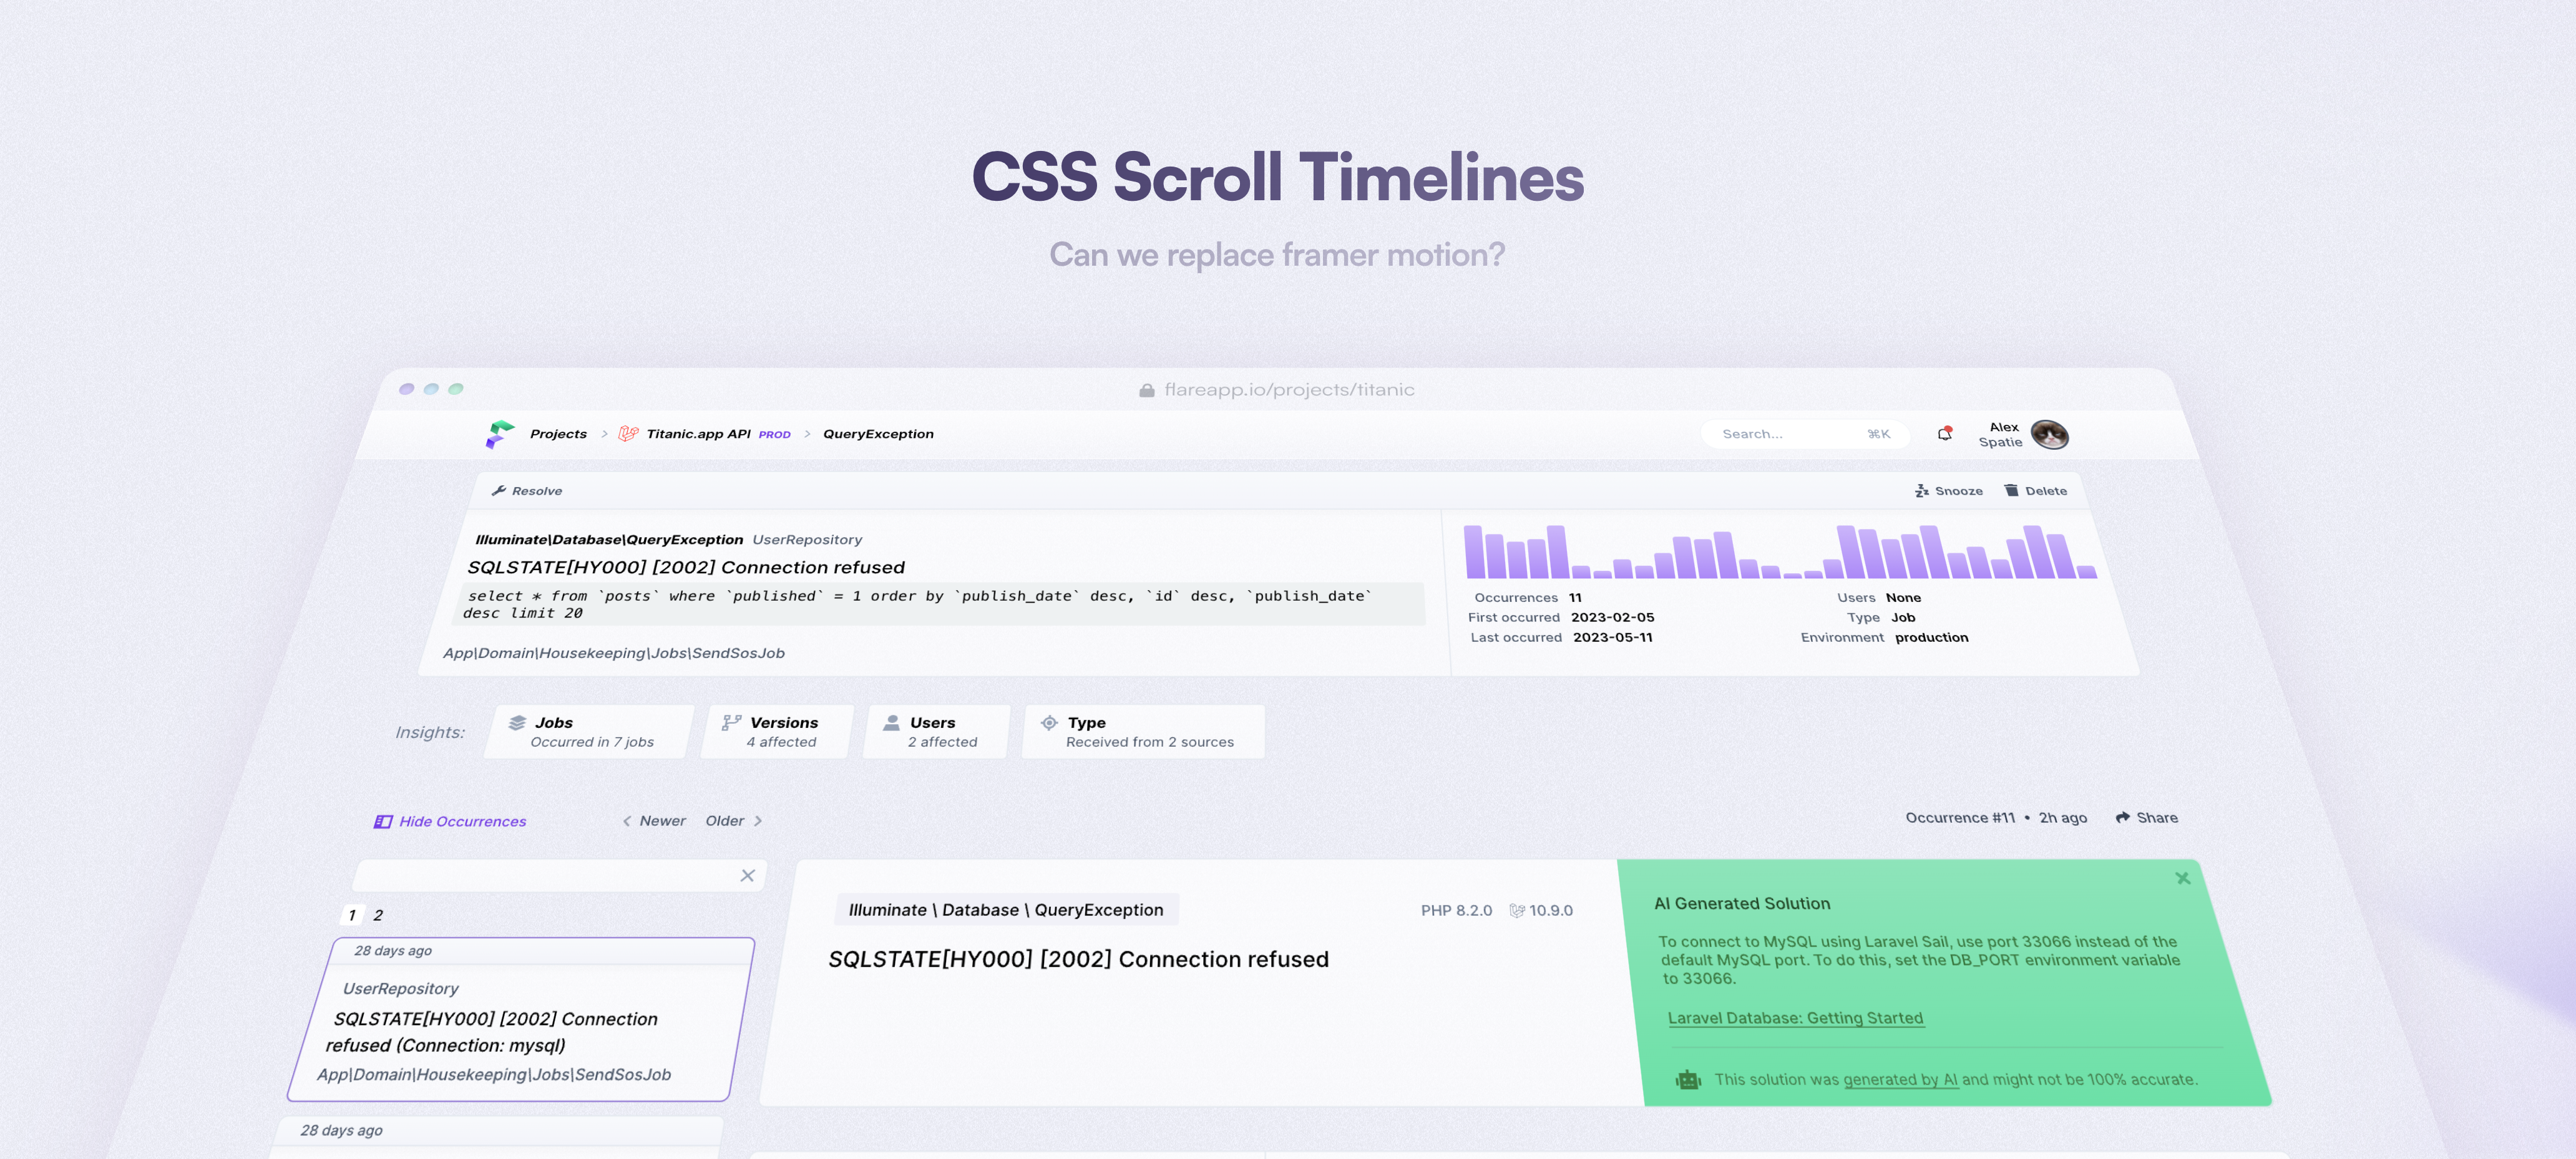 CSS Scroll Timelines
Can we replace framer motion?
flareapp.io/projects/titanic
Projects > Titanic.app API PROD > QueryException
Search... ⌘K
Alex
Spatie
Resolve
Snooze Delete
Illuminate\Database\QueryException UserRepository
SQLSTATE[HY000] [2002] Connection refused
select * from `posts` where `published` = 1 order by `publish_date` desc, `id` desc, `publish_date`
desc limit 20
App\Domain\Housekeeping\Jobs\SendSosJob
Occurrences 11 Users None
First occurred 2023-02-05 Type Job
Last occurred 2023-05-11 Environment production
Insights:
Jobs
Occurred in 7 jobs
Versions
4 affected
Users
2 affected
Type
Received from 2 sources
Hide Occurrences
< Newer Older >
Occurrence #11 • 2h ago Share
1 2
28 days ago
UserRepository
SQLSTATE[HY000] [2002] Connection
refused (Connection: mysql)
App\Domain\Housekeeping\Jobs\SendSosJob
28 days ago
Illuminate \ Database \ QueryException
PHP 8.2.0 10.9.0
SQLSTATE[HY000] [2002] Connection refused
AI Generated Solution
To connect to MySQL using Laravel Sail, use port 33066 instead of the
default MySQL port. To do this, set the DB_PORT environment variable
to 33066.
Laravel Database: Getting Started
This solution was generated by AI and might not be 100% accurate.